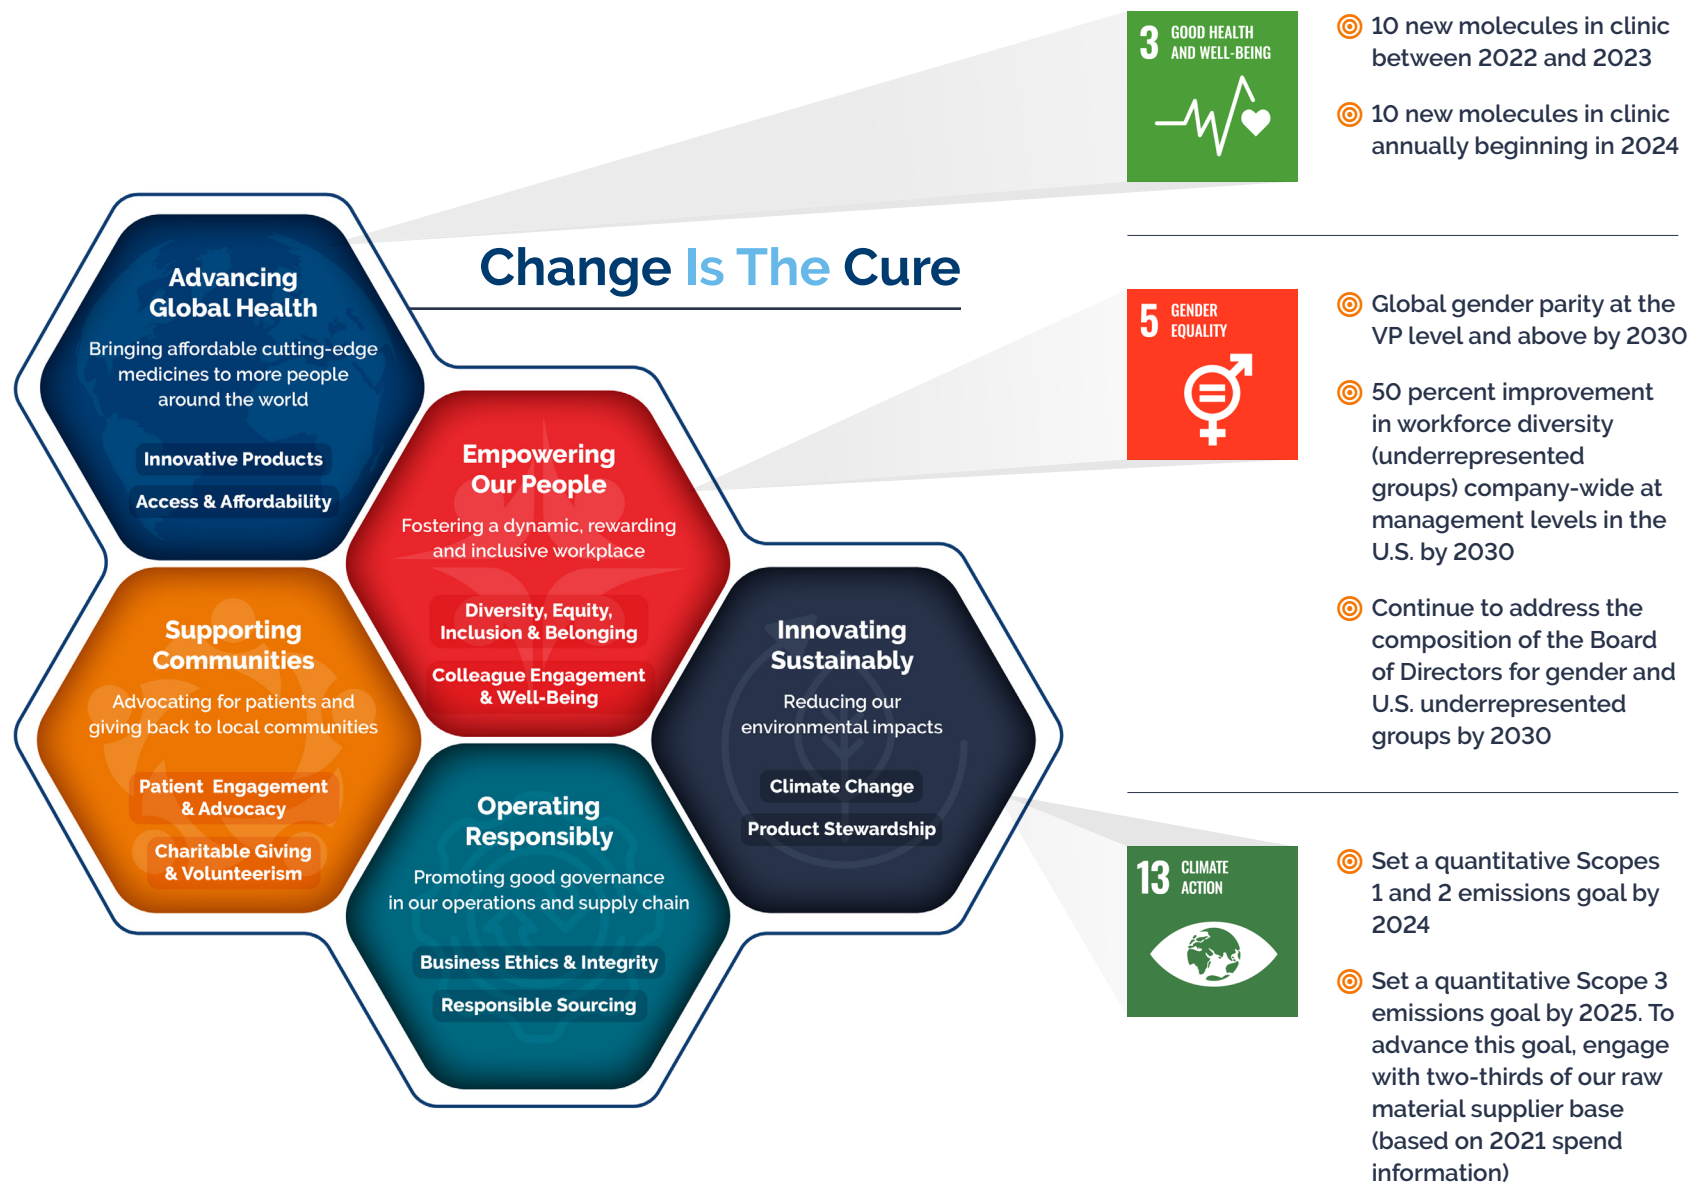 Change Is The Cure
Advancing
Global Health
Bringing affordable cutting-edge
medicines to more people
around the world
Innovative Products
Access & Affordability
Empowering
Our People
Fostering a dynamic, rewarding
and inclusive workplace
Diversity, Equity,
Inclusion & Belonging
Colleague Engagement
& Well-Being
Supporting
Communities
Advocating for patients and
giving back to local communities
Patient Engagement
& Advocacy
Charitable Giving
& Volunteerism
Operating
Responsibly
Promoting good governance
in our operations and supply chain
Business Ethics & Integrity
Responsible Sourcing
Innovating
Sustainably
Reducing our
environmental impacts
Climate Change
Product Stewardship
3 GOOD HEALTH
AND WELL-BEING
10 new molecules in clinic
between 2022 and 2023
10 new molecules in clinic
annually beginning in 2024
5 GENDER
EQUALITY
Global gender parity at the
VP level and above by 2030
50 percent improvement
in workforce diversity
(underrepresented
groups) company-wide at
management levels in the
U.S. by 2030
Continue to address the
composition of the Board
of Directors for gender and
U.S. underrepresented
groups by 2030
13 CLIMATE
ACTION
Set a quantitative Scopes
1 and 2 emissions goal by
2024
Set a quantitative Scope 3
emissions goal by 2025. To
advance this goal, engage
with two-thirds of our raw
material supplier base
(based on 2021 spend
information)